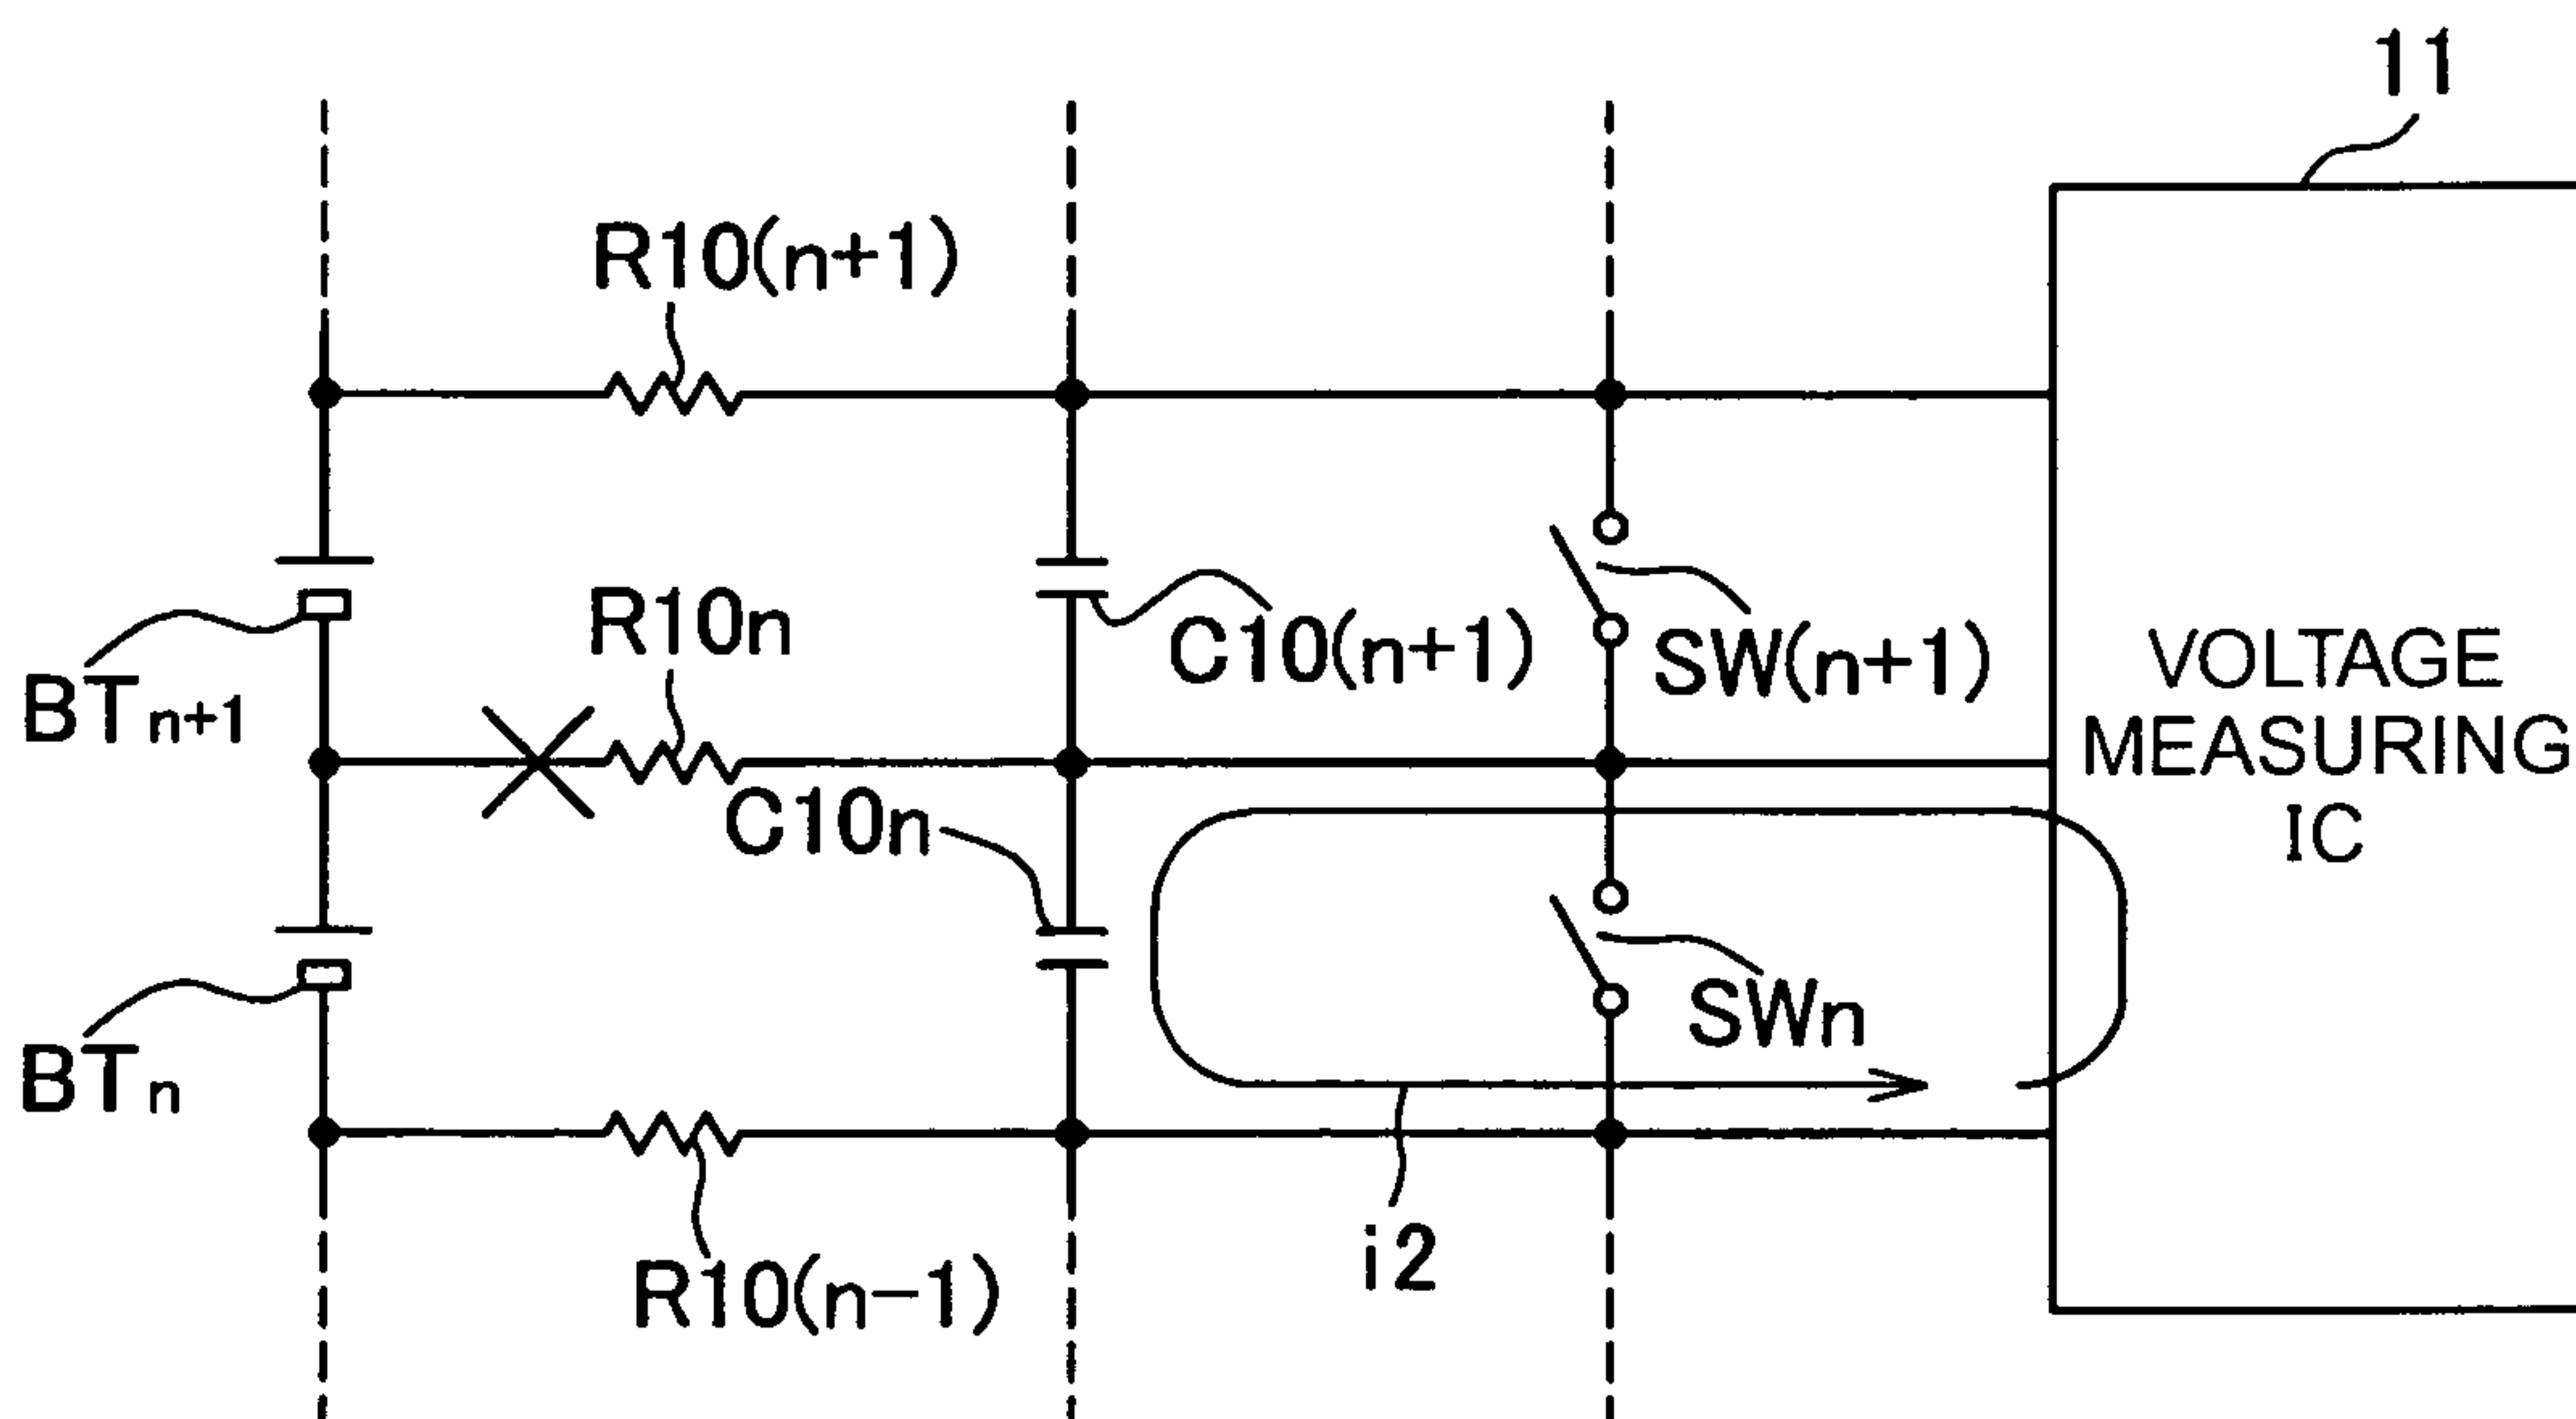 11
R10(n+1)
BTn+1
R10n
C10(n+1)
SW(n+1)
VOLTAGE
MEASURING
IC
C10n
SWn
BTn
R10(n-1)
i2